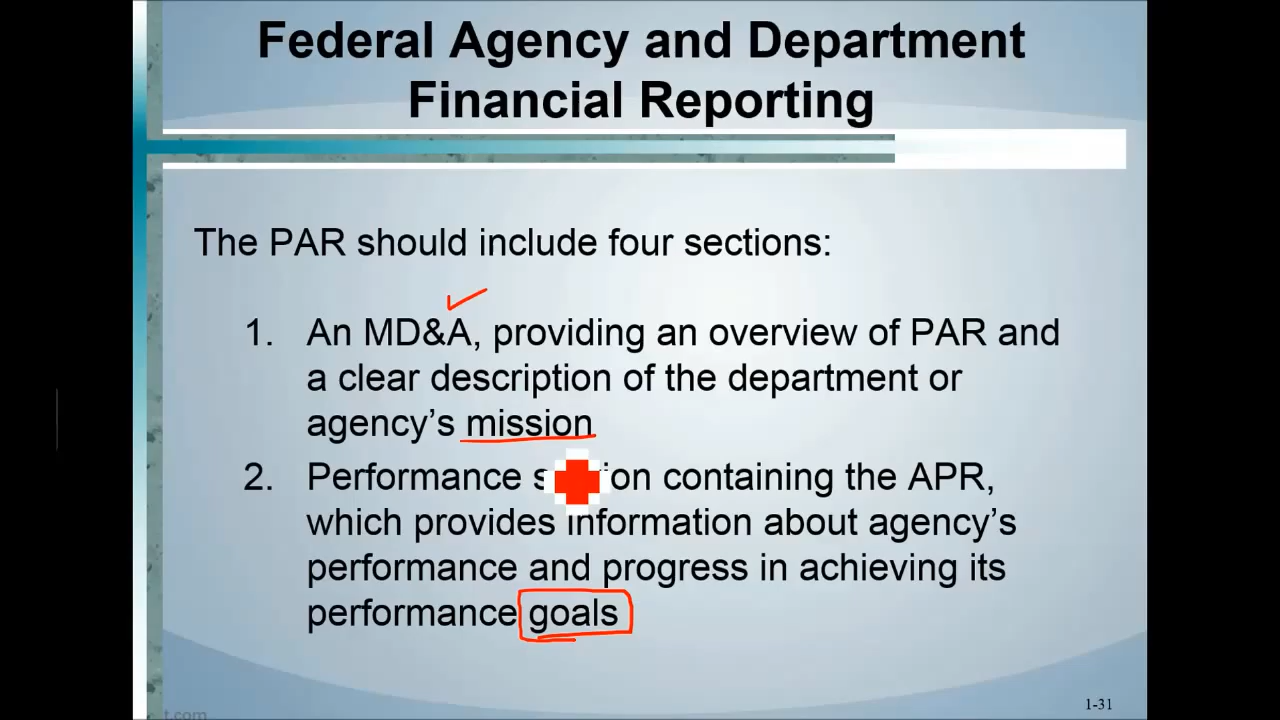 Federal Agency and Department
Financial Reporting
The PAR should include four sections:
1. An MD&A, providing an overview of PAR and
a clear description of the department or
agency's mission
2. Performance containing the APR,
which provides information about agency's
performance and progress in achieving its
performance goals
1-31
t.com